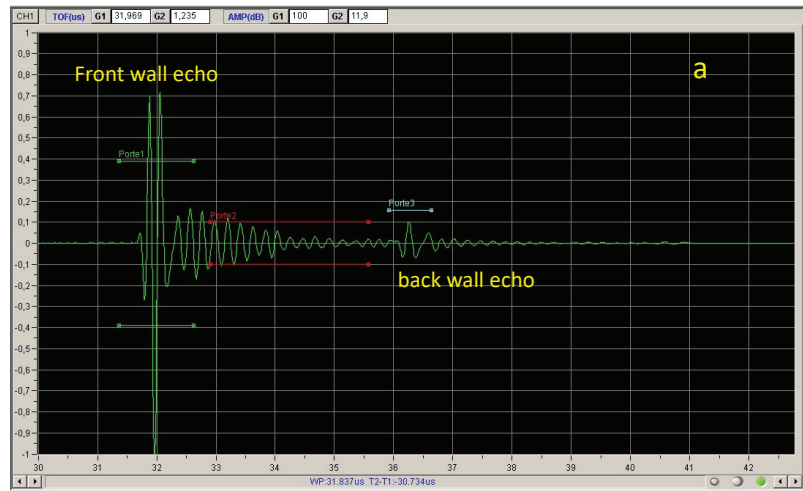 CH1 TOF(us) G1 31,969 G2 1,235 AMP(dB) G1 100 G2 11,9
1
0,9
0,8
0,7
0,6
0,5
0,4
0,3
0,2
0,1
0
-0,1
-0,2
-0,3
-0,4
-0,5
-0,6
-0,7
-0,8
-0,9
-1
Front wall echo
a
Porte1
Porte2
Porte3
back wall echo
30 31 32 33 34 35 36 37 38 39 40 41 42
WP:31.837us T2-T1:-30.734us